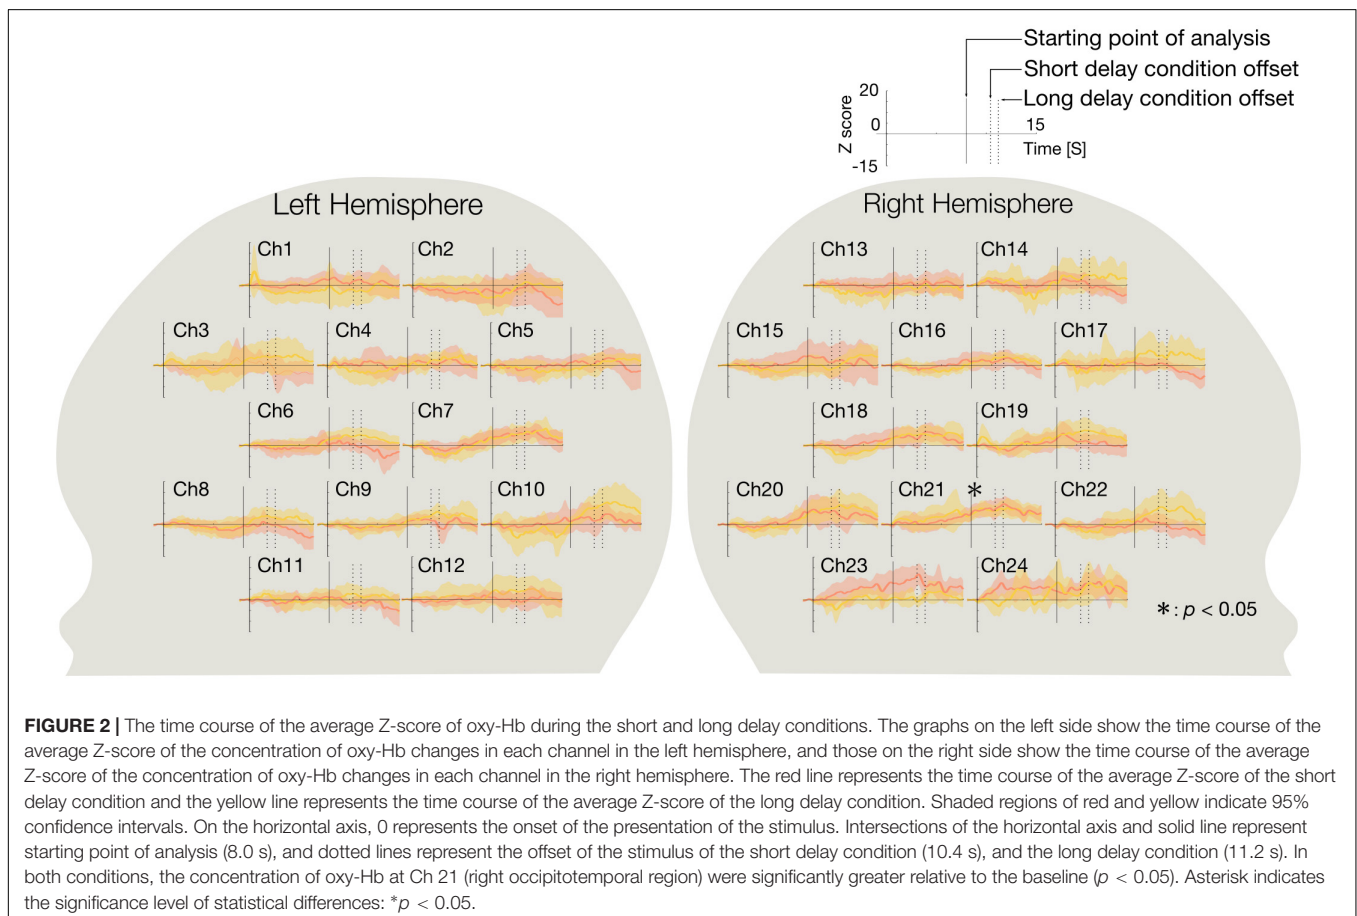 Starting point of analysis
Short delay condition offset
Long delay condition offset
20
0
-15
Z score
15
Time [S]
Left Hemisphere
Right Hemisphere
Ch1
Ch2
Ch13
Ch14
Ch3
Ch4
Ch5
Ch15
Ch16
Ch17
Ch6
Ch7
Ch18
Ch19
Ch8
Ch9
Ch10
Ch20
Ch21
*
Ch22
Ch11
Ch12
Ch23
Ch24
*: p < 0.05
FIGURE 2 | The time course of the average Z-score of oxy-Hb during the short and long delay conditions. The graphs on the left side show the time course of the
average Z-score of the concentration of oxy-Hb changes in each channel in the left hemisphere, and those on the right side show the time course of the average
Z-score of the concentration of oxy-Hb changes in each channel in the right hemisphere. The red line represents the time course of the average Z-score of the short
delay condition and the yellow line represents the time course of the average Z-score of the long delay condition. Shaded regions of red and yellow indicate 95%
confidence intervals. On the horizontal axis, 0 represents the onset of the presentation of the stimulus. Intersections of the horizontal axis and solid line represent
starting point of analysis (8.0 s), and dotted lines represent the offset of the stimulus of the short delay condition (10.4 s), and the long delay condition (11.2 s). In
both conditions, the concentration of oxy-Hb at Ch 21 (right occipitotemporal region) were significantly greater relative to the baseline (p < 0.05). Asterisk indicates
the significance level of statistical differences: *p < 0.05.